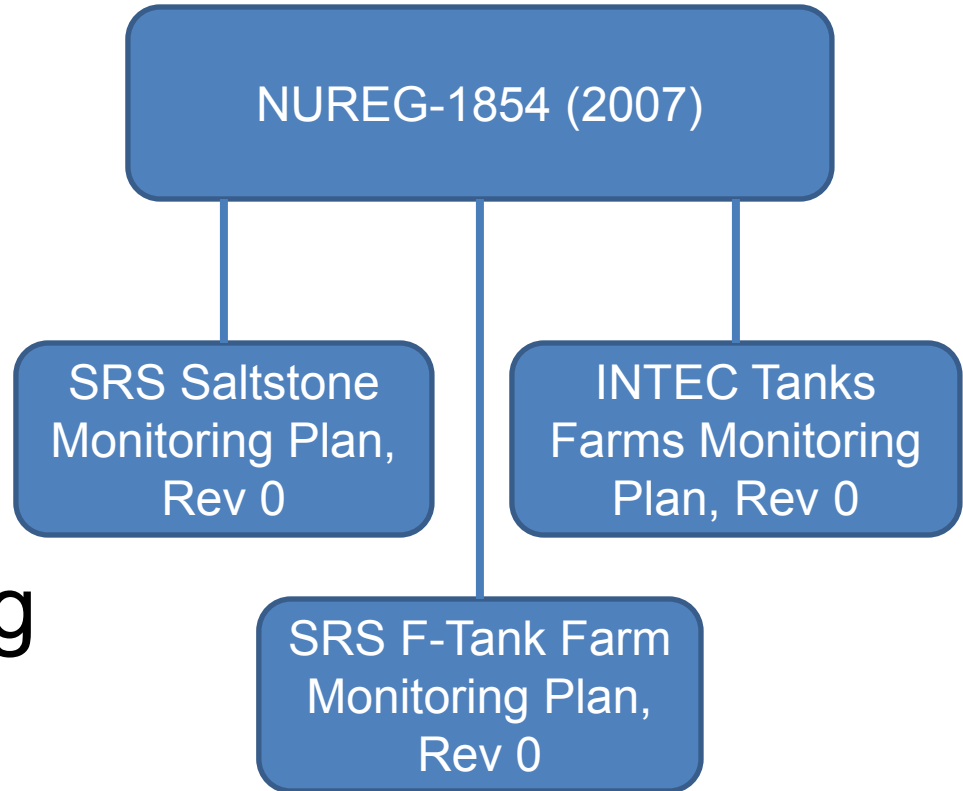 NUREG-1854 (2007)
SRS Saltstone
Monitoring Plan,
Rev 0
INTEC Tanks
Farms Monitoring
Plan, Rev 0
g
SRS F-Tank Farm
Monitoring Plan,
Rev 0